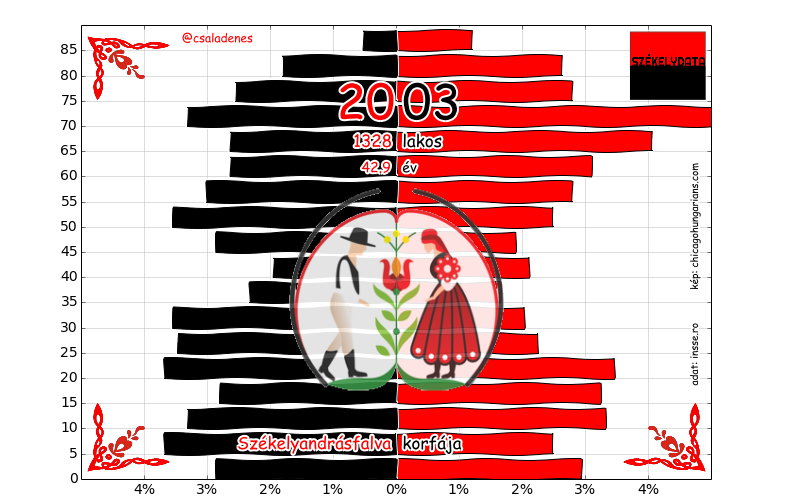 @csaladenes
SZÉKELYDATA
2003
1328 lakos
42.9 év
kép: chicagohungarians.com
adat: insse.ro
Székelyandrásfalva korfája
85
80
75
70
65
60
55
50
45
40
35
30
25
20
15
10
5
0
4% 3% 2% 1% 0% 1% 2% 3% 4%